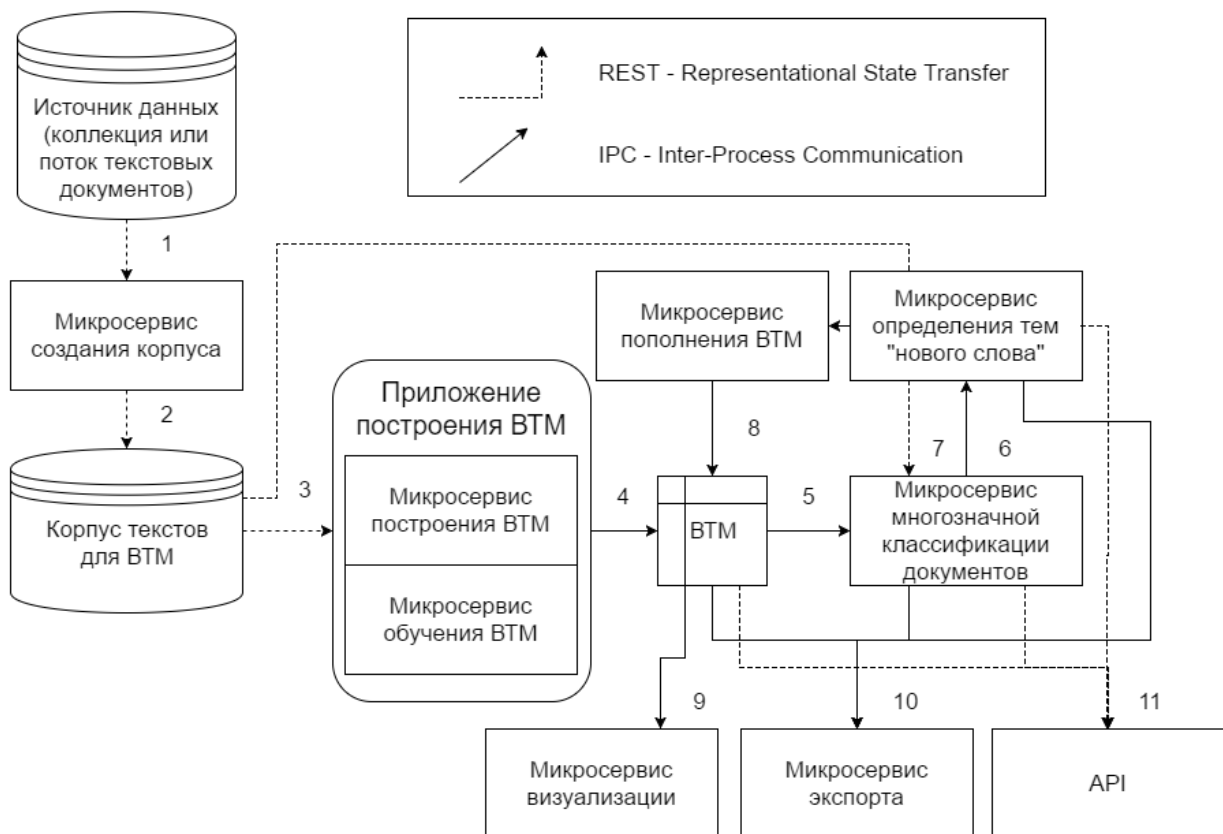 Источник данных
(коллекция или
поток текстовых
документов)
REST - Representational State Transfer
IPC - Inter-Process Communication
1
Микросервис
создания корпуса
2
Корпус текстов
для ВТМ
3
Приложение
построения ВТМ
Микросервис
построения ВТМ
Микросервис
обучения ВТМ
4
Микросервис
пополнения ВТМ
8
ВТМ
5
Микросервис
определения тем
"нового слова"
7
6
Микросервис
многозначной
классификации
документов
9
10
11
Микросервис
визуализации
Микросервис
экспорта
API